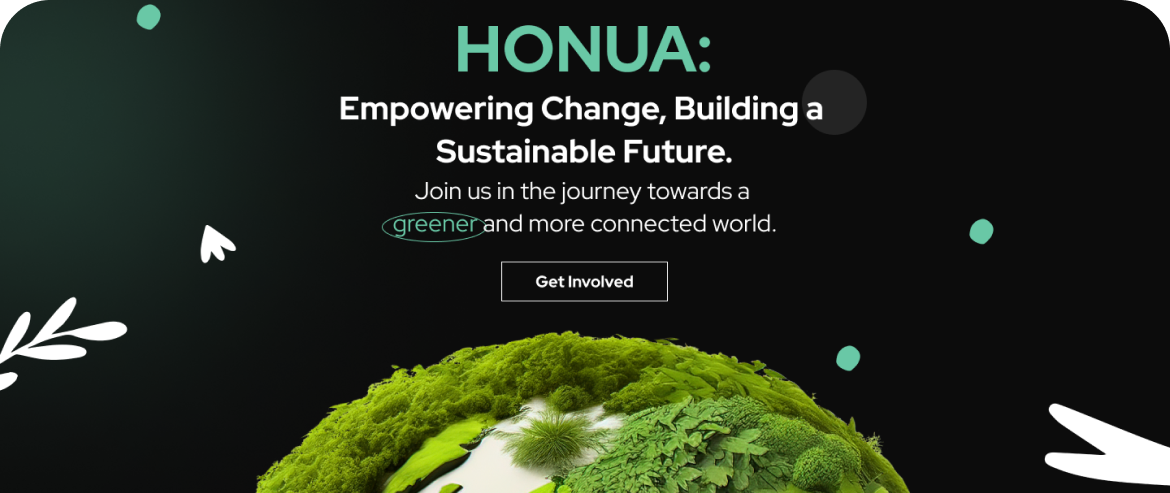 HONUA:
Empowering Change, Building a
Sustainable Future.
Join us in the journey towards a
greener and more connected world.
Get Involved